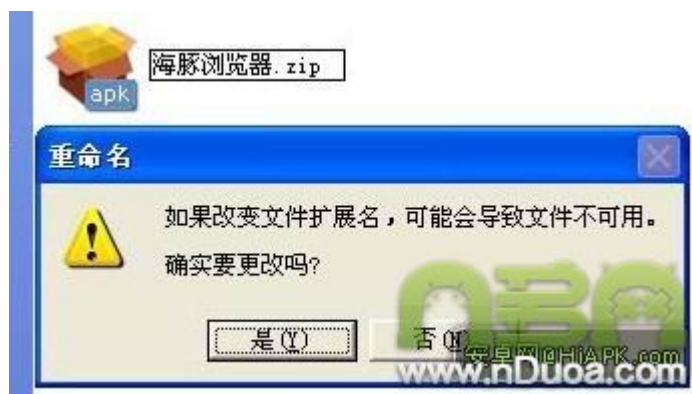 海豚浏览器.zip
apk
重命名
如果改变文件扩展名，可能会导致文件不可用。
确实要更改吗?
是(Y)
否(N
安卓网@HiAPK.com
www.nDuoa.com